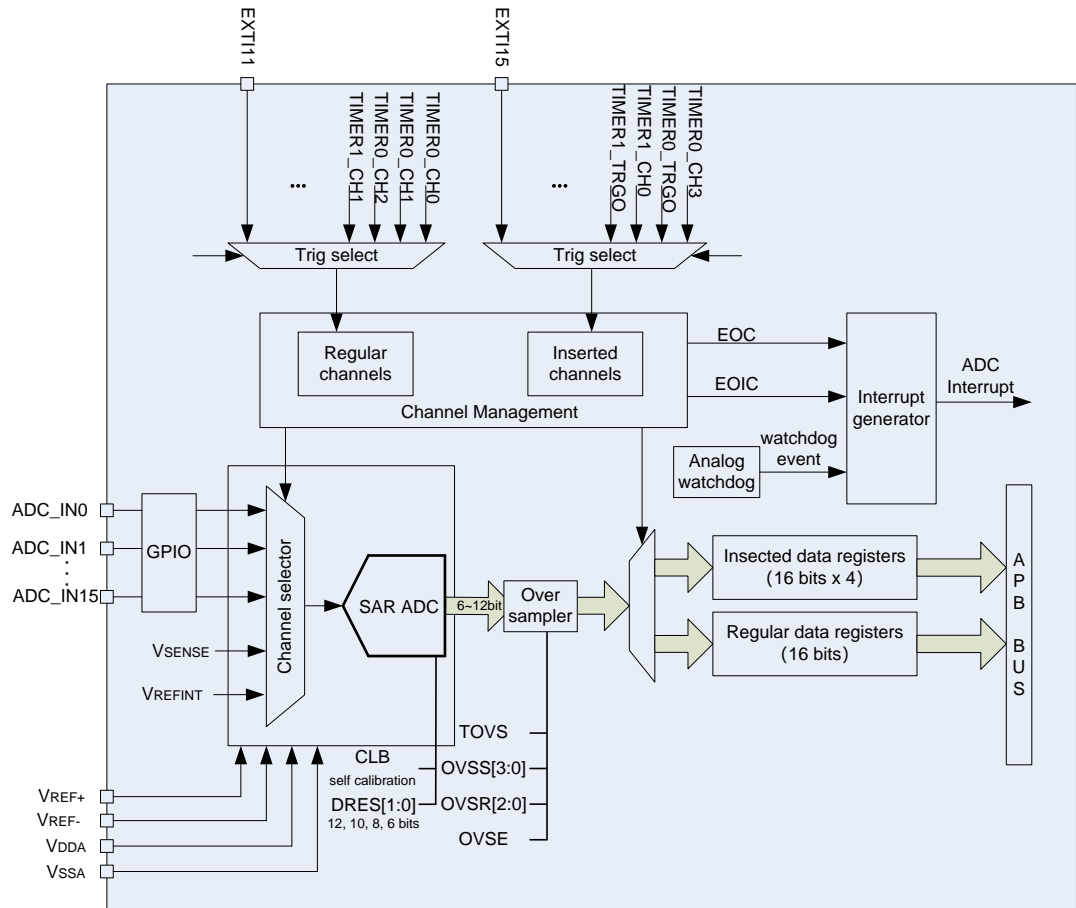 EXTI11
EXTI15
TIMER1_CH1
TIMER0_CH2
TIMER0_CH1
TIMER0_CH0
TIMER1_TRGO
TIMER1_CH0
TIMER0_TRGO
TIMER0_CH3
...
...
Trig select
Trig select
Regular
channels
Inserted
channels
Channel Management
EOC
EOIC
Interrupt
generator
ADC
Interrupt
Analog
watchdog
watchdog
event
ADC_IN0
ADC_IN1
ADC_IN15
GPIO
Channel selector
VSENSE
VREFINT
SAR ADC
6~12bit
Over
sampler
Insected data registers
(16 bits x 4)
Regular data registers
(16 bits)
APB BUS
CLB
self calibration
DRES[1:0]
12, 10, 8, 6 bits
TOVS
OVSS[3:0]
OVSR[2:0]
OVSE
VREF+
VREF-
VDDA
VSSA